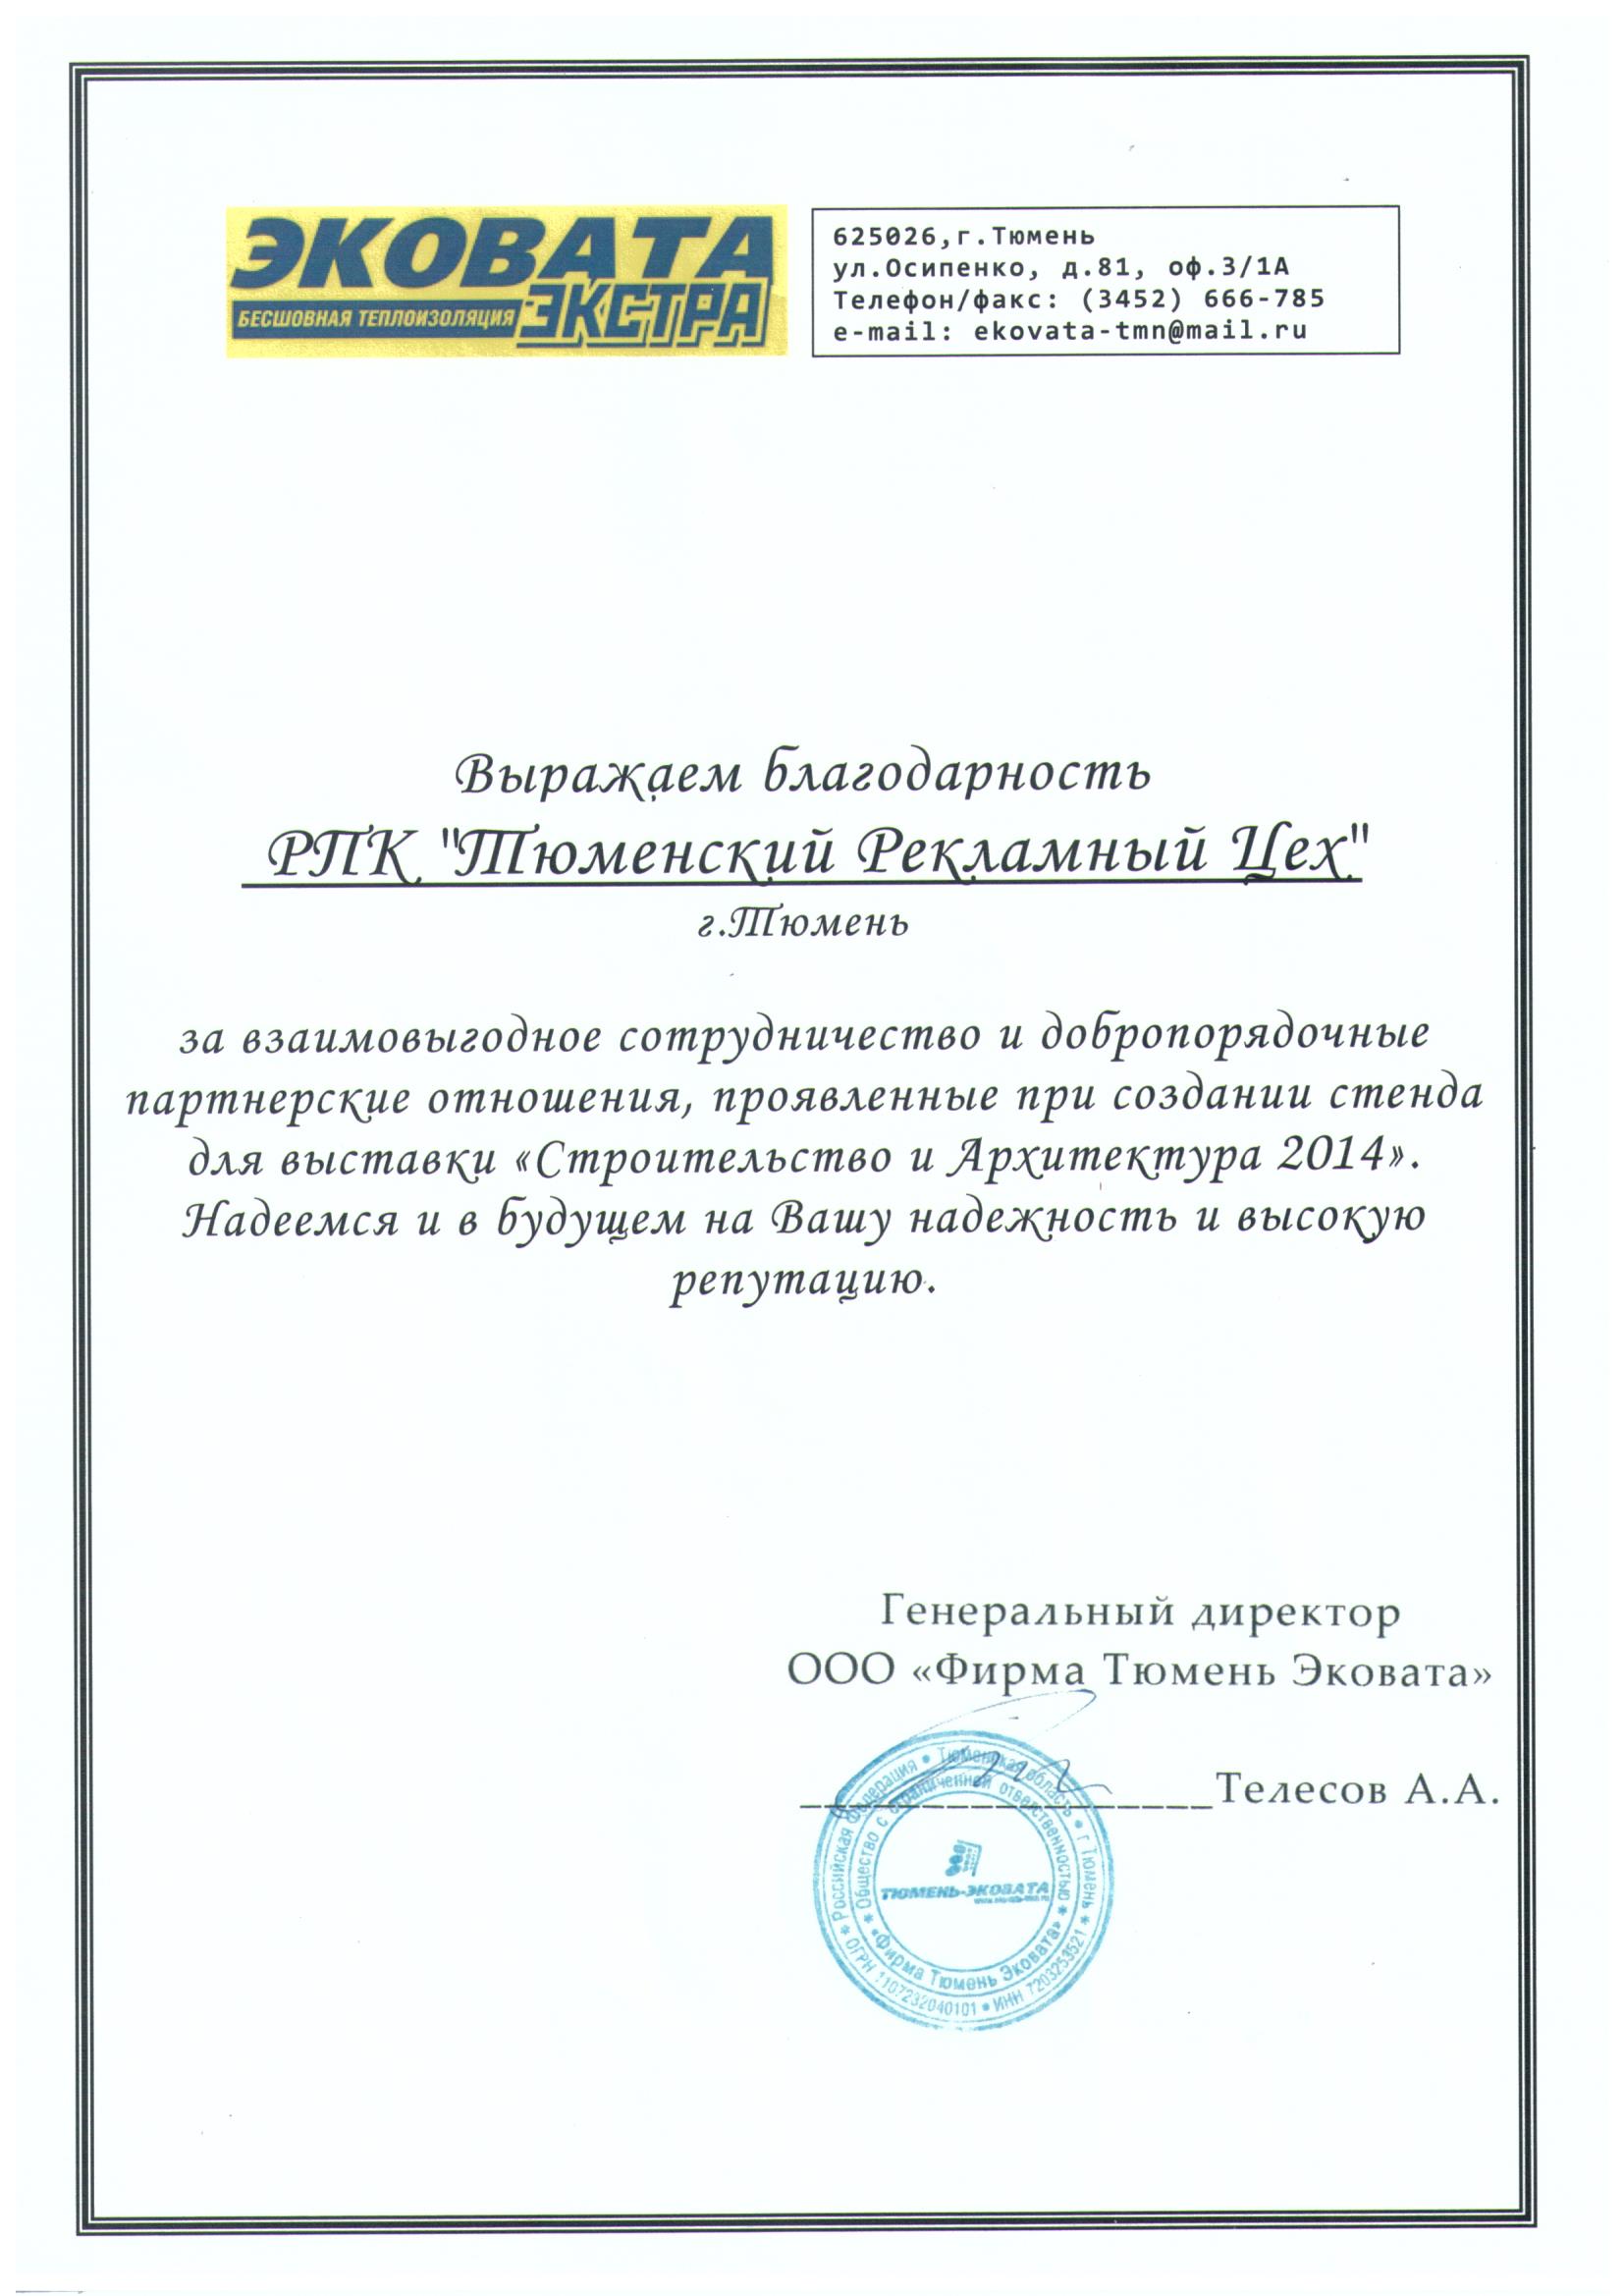 ЭКОВАТА
БЕСШОВНАЯ ТЕПЛОИЗОЛЯЦИЯ ЭКСТРА
625026,г.Тюмень
ул.Осипенко, д.81, оф.3/1А
Телефон/факс: (3452) 666-785
e-mail: ekovata-tmn@mail.ru
Выражаем благодарность
РПК "Тюменский Рекламный Цех"
г.Тюмень
за взаимовыгодное сотрудничество и добропорядочные
партнерские отношения, проявленные при создании стенда
для выставки «Строительство и Архитектура 2014».
Надеемся и в будущем на Вашу надежность и высокую
репутацию.
Генеральный директор
ООО «Фирма Тюмень Эковата»
Телесов А.А.
Российская Федерация • Тюменская область • г Тюмень
ОГРН 1107232040101 • ИНН 7203253521
Общество с ограниченной ответственностью
«Фирма Тюмень Эковата»
ТЮМЕНЬ-ЭКОВАТА